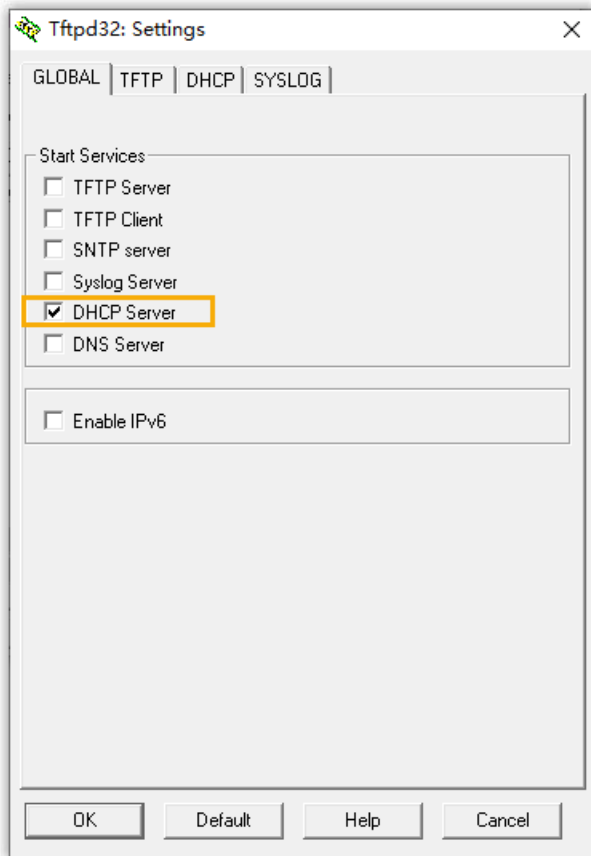 Tftpd32: Settings
GLOBAL TFTP DHCP SYSLOG
Start Services
TFTP Server
TFTP Client
SNTP server
Syslog Server
DHCP Server
DNS Server
Enable IPv6
OK Default Help Cancel